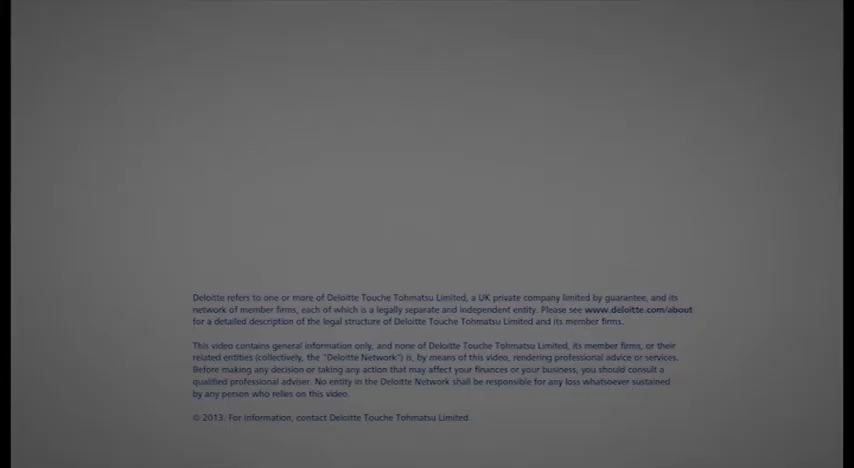 Deloitte refers to one or more of Deloitte Touche Tohmatsu Limited, a UK private company limited by guarantee, and its
network of member firms, each of which is a legally separate and independent entity. Please see www.deloitte.com/about
for a detailed description of the legal structure of Deloitte Touche Tohmatsu Limited and its member firms.
This video contains general information only, and none of Deloitte Touche Tohmatsu Limited, its member firms, or their
related entities (collectively, the "Deloitte Network") is, by means of this video, rendering professional advice or services.
Before making any decision or taking any action that may affect your finances or your business, you should consult a
qualified professional adviser. No entity in the Deloitte Network shall be responsible for any loss whatsoever sustained
by any person who relies on this video.
© 2013. For information, contact Deloitte Touche Tohmatsu Limited